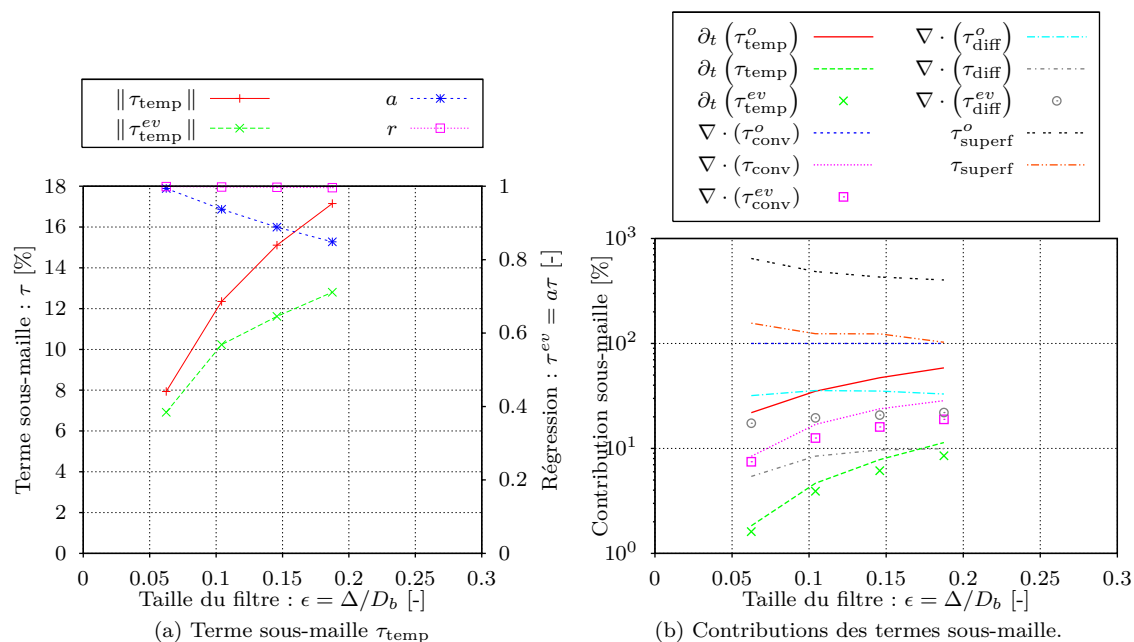 ‖τ_temp‖
‖τ^ev_temp‖
a
r
18
16
14
12
10
8
6
4
2
0
Terme sous-maille : τ [%]
1
0.8
0.6
0.4
0.2
0
Régression : τ^ev = aτ [-]
0 0.05 0.1 0.15 0.2 0.25 0.3
Taille du filtre : ϵ = Δ/D_b [-]
(a) Terme sous-maille τ_temp
∂_t (τ^o_temp)
∂_t (τ_temp)
∂_t (τ^ev_temp)
∇ · (τ^o_conv)
∇ · (τ_conv)
∇ · (τ^ev_conv)
∇ · (τ^o_diff)
∇ · (τ_diff)
∇ · (τ^ev_diff)
τ^o_superf
τ_superf
10^3
10^2
10^1
10^0
Contribution sous-maille [%]
0 0.05 0.1 0.15 0.2 0.25 0.3
Taille du filtre : ϵ = Δ/D_b [-]
(b) Contributions des termes sous-maille.